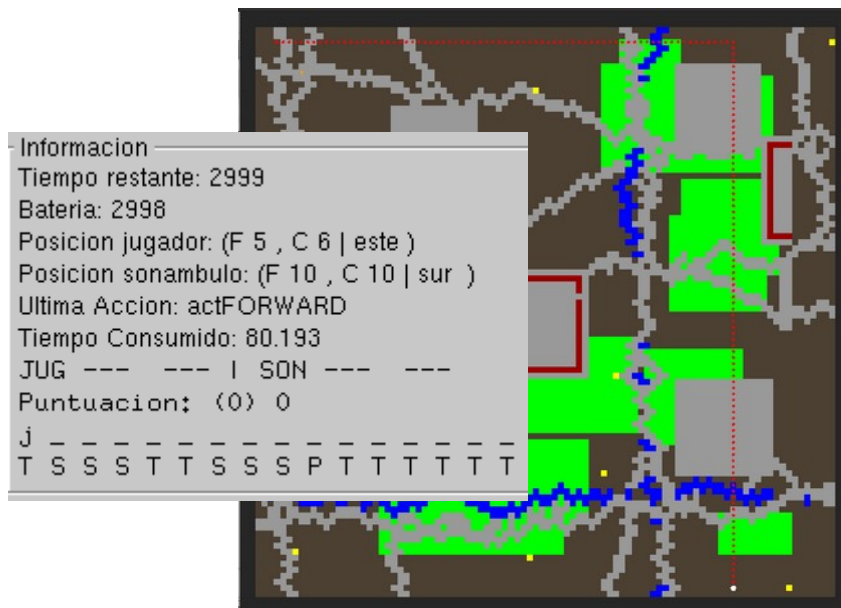 Informacion
Tiempo restante: 2999
Bateria: 2998
Posicion jugador: (F 5 , C 6 | este )
Posicion sonambulo: (F 10 , C 10 | sur )
Ultima Accion: actFORWARD
Tiempo Consumido: 80.193
JUG --- --- | SON --- ---
Puntuacion: (0) 0
j _ _ _ _ _ _ _ _ _ _ _ _ _ _ _
T S S S T T S S S P T T T T T T